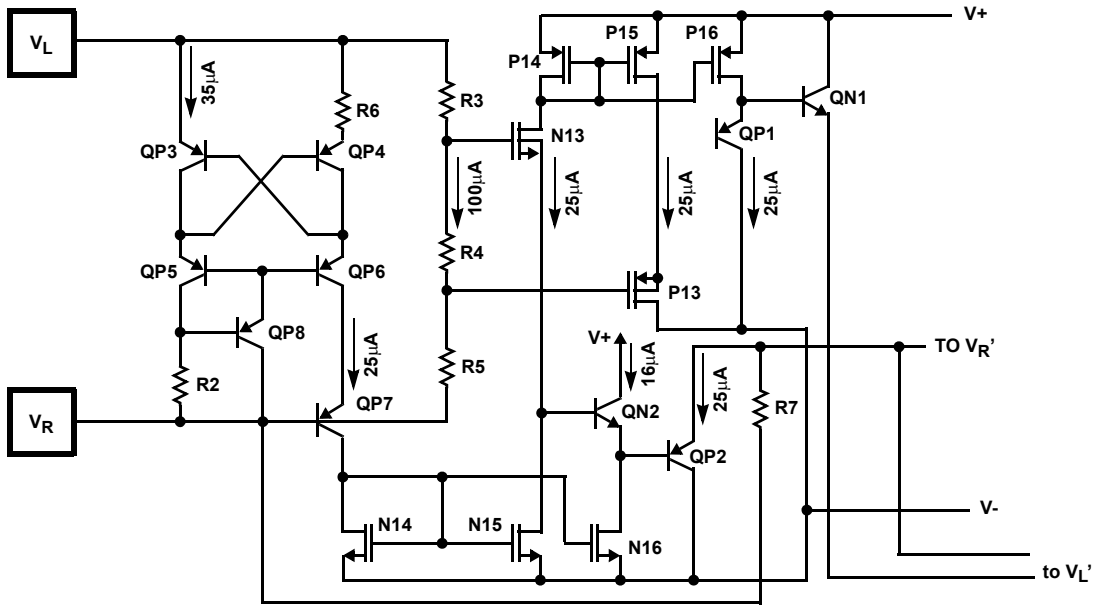 V+
VL
P15
P16
P14
35μA
R3
QN1
R6
N13
QP1
QP3
QP4
100μA
25μA
25μA
25μA
R4
QP5
QP6
P13
QP8
V+
TO VR'
25μA
16μA
R2
R5
25μA
R7
QP7
QN2
VR
QP2
V-
N14
N15
N16
to VL'